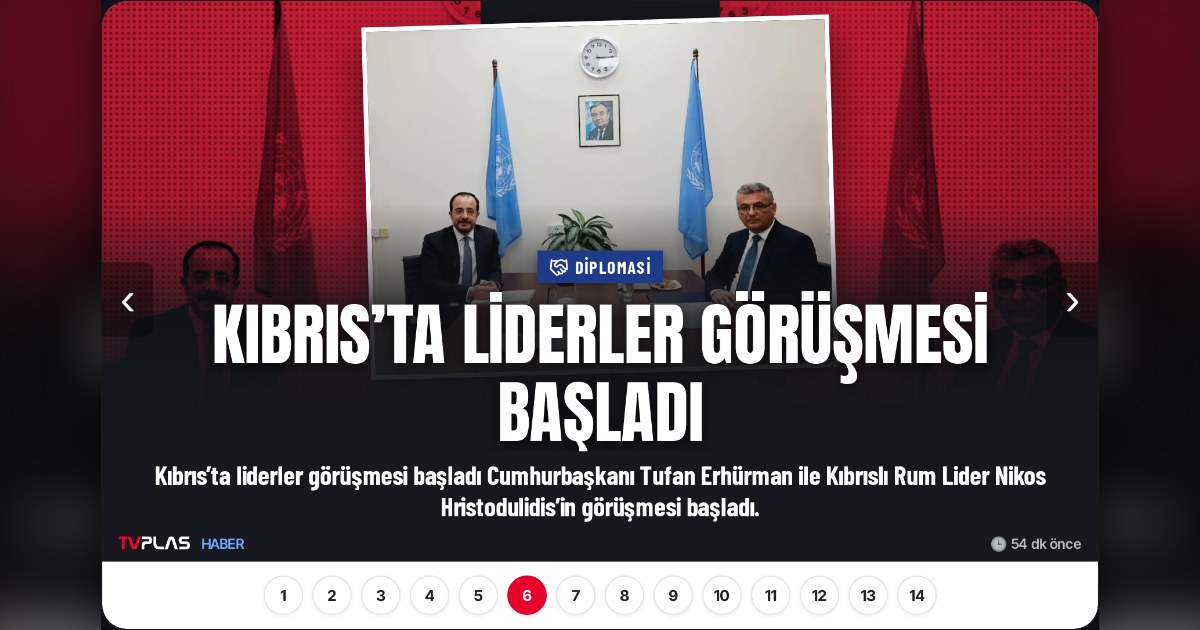 DİPLOMASİ
KIBRIS’TA LİDERLER GÖRÜŞMESİ
BAŞLADI
Kıbrıs’ta liderler görüşmesi başladı Cumhurbaşkanı Tufan Erhürman ile Kıbrıslı Rum Lider Nikos
Hristodulidis’in görüşmesi başladı.
TVPLAS HABER
54 dk önce
1 2 3 4 5 6 7 8 9 10 11 12 13 14